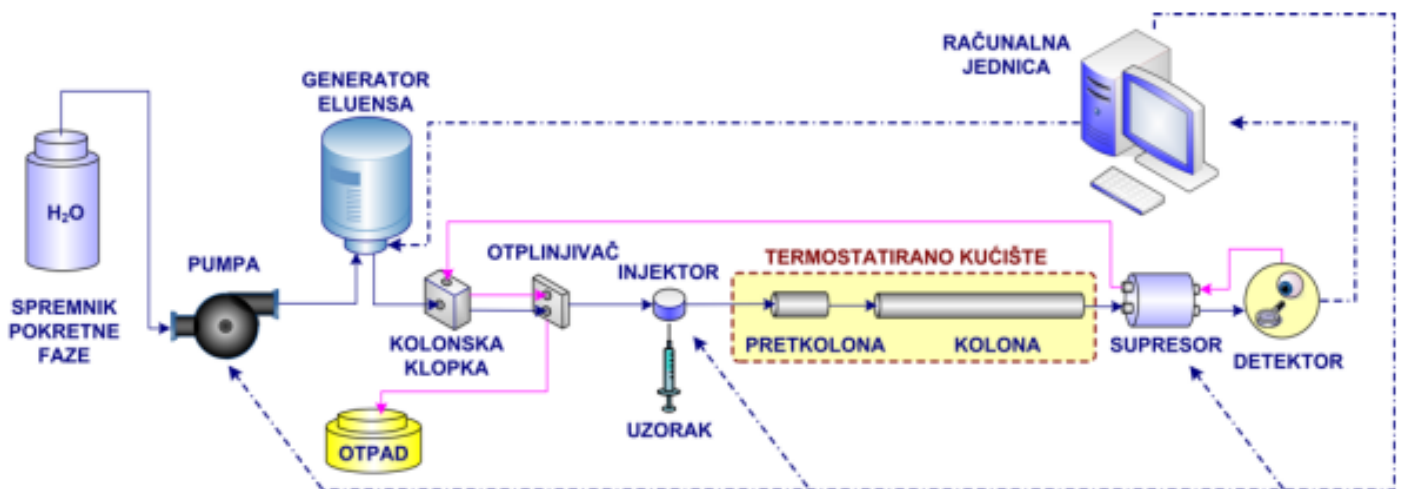 RAČUNALNA
JEDNICA
GENERATOR
ELUENSA
H₂O
PUMPA
OTPLINJIVAČ
INJEKTOR
TERMOSTATIRANO KUĆIŠTE
SPREMNIK
POKRETNE
FAZE
KOLONSKA
KLOPKA
PRETKOLONA
KOLONA
SUPRESOR
DETEKTOR
UZORAK
OTPAD